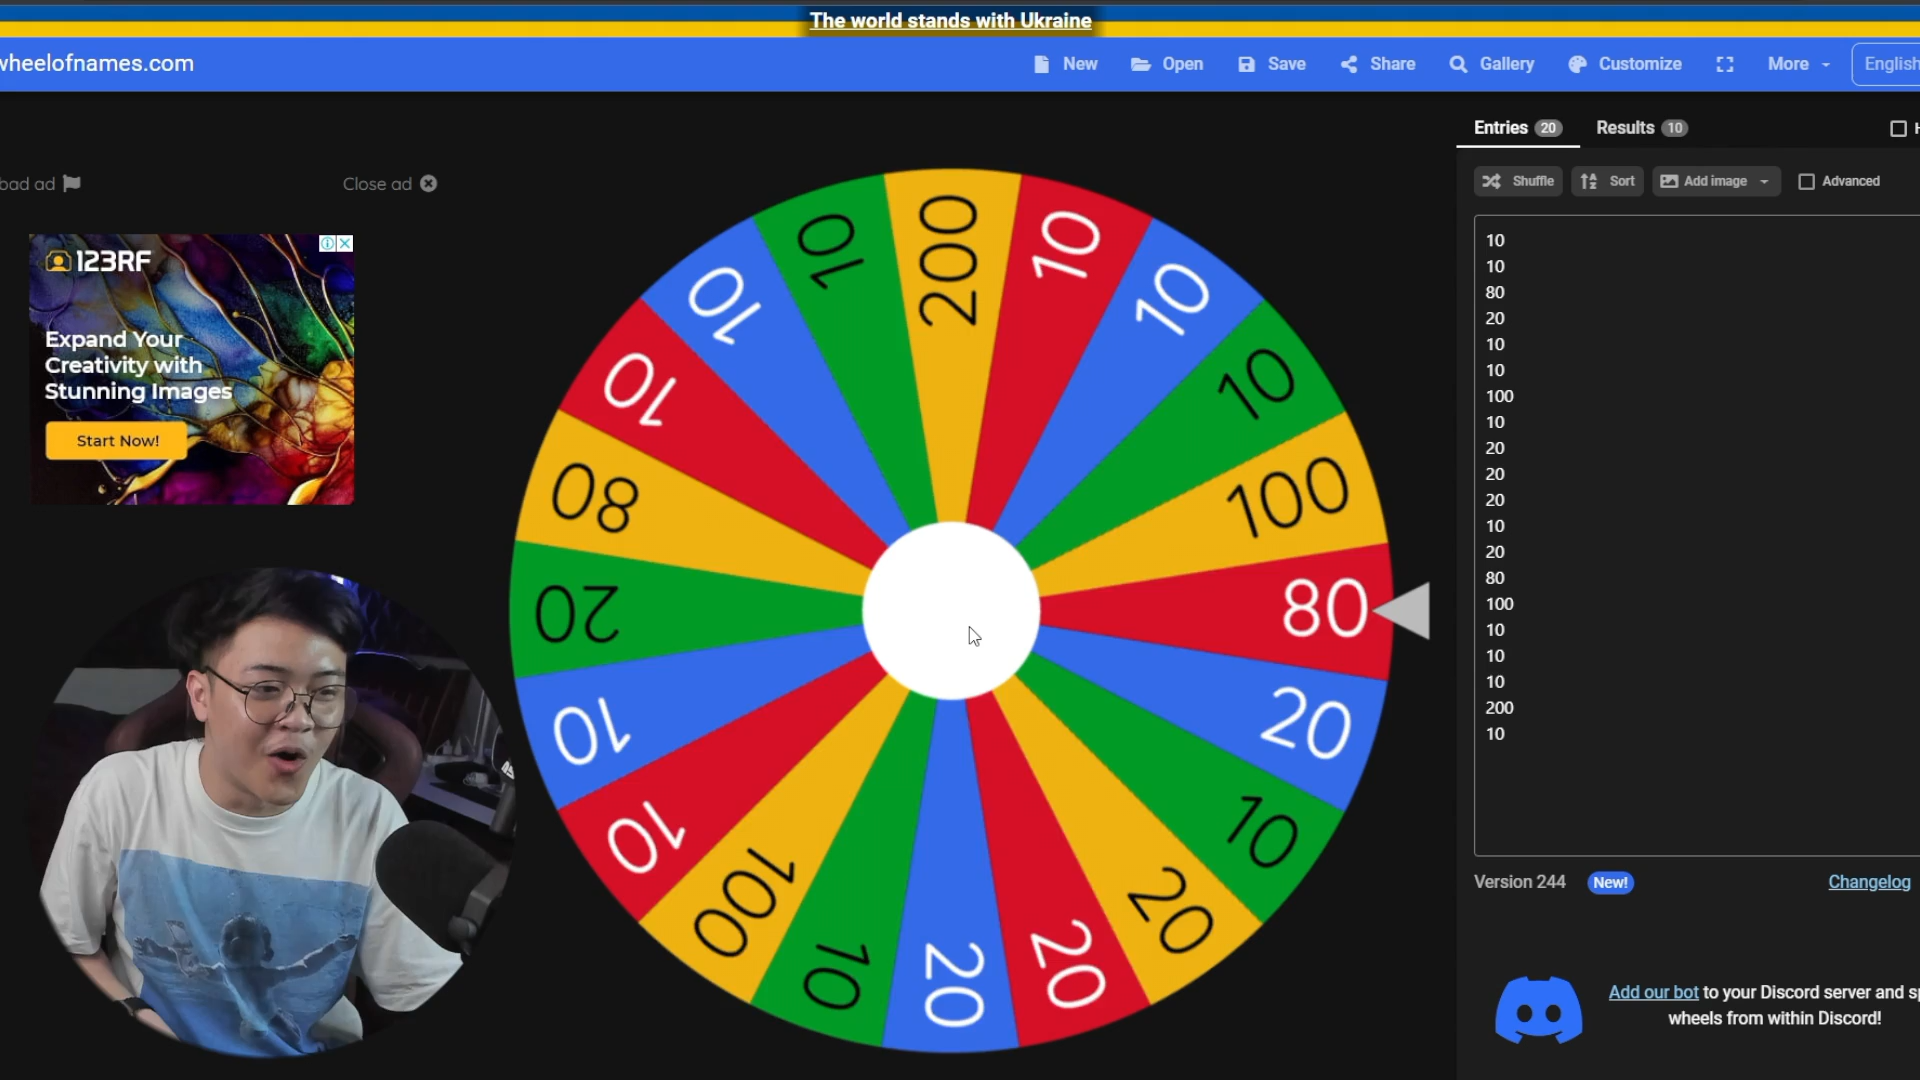 The world stands with Ukraine
wheelofnames.com
New
Open
Save
Share
Gallery
Customize
More
English
Entries 20
Results 10
bad ad
Close ad
Shuffle
Sort
Add image
Advanced
123RF
Expand Your
Creativity with
Stunning Images
Start Now!
200
10
10
10
100
80
20
10
20
20
20
10
100
10
10
20
80
10
10
10
10
10
80
20
10
10
100
10
20
20
20
10
20
80
100
10
10
10
200
10
Version 244
New!
Changelog
Add our bot to your Discord server and
wheels from within Discord!